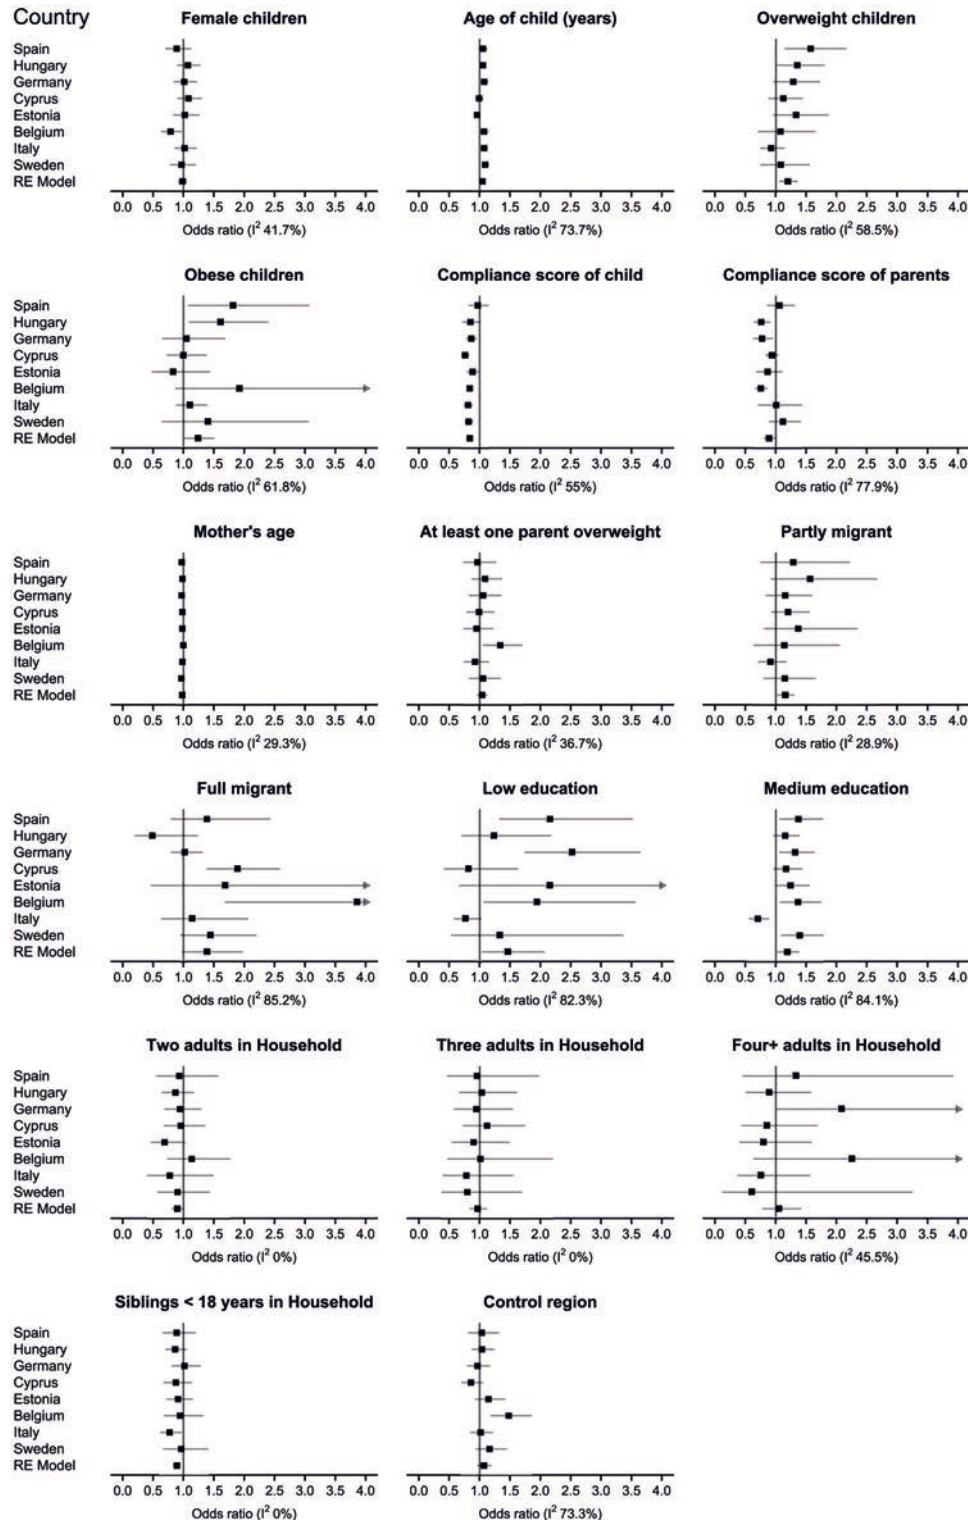 Country
Female children
Age of child (years)
Overweight children
Spain
Hungary
Germany
Cyprus
Estonia
Belgium
Italy
Sweden
RE Model
0.0 0.5 1.0 1.5 2.0 2.5 3.0 3.5 4.0
0.0 0.5 1.0 1.5 2.0 2.5 3.0 3.5 4.0
0.0 0.5 1.0 1.5 2.0 2.5 3.0 3.5 4.0
Odds ratio (I² 41.7%)
Odds ratio (I² 73.7%)
Odds ratio (I² 58.5%)
Obese children
Compliance score of child
Compliance score of parents
Spain
Hungary
Germany
Cyprus
Estonia
Belgium
Italy
Sweden
RE Model
0.0 0.5 1.0 1.5 2.0 2.5 3.0 3.5 4.0
0.0 0.5 1.0 1.5 2.0 2.5 3.0 3.5 4.0
0.0 0.5 1.0 1.5 2.0 2.5 3.0 3.5 4.0
Odds ratio (I² 61.8%)
Odds ratio (I² 55%)
Odds ratio (I² 77.9%)
Mother's age
At least one parent overweight
Partly migrant
Spain
Hungary
Germany
Cyprus
Estonia
Belgium
Italy
Sweden
RE Model
0.0 0.5 1.0 1.5 2.0 2.5 3.0 3.5 4.0
0.0 0.5 1.0 1.5 2.0 2.5 3.0 3.5 4.0
0.0 0.5 1.0 1.5 2.0 2.5 3.0 3.5 4.0
Odds ratio (I² 29.3%)
Odds ratio (I² 36.7%)
Odds ratio (I² 28.9%)
Full migrant
Low education
Medium education
Spain
Hungary
Germany
Cyprus
Estonia
Belgium
Italy
Sweden
RE Model
0.0 0.5 1.0 1.5 2.0 2.5 3.0 3.5 4.0
0.0 0.5 1.0 1.5 2.0 2.5 3.0 3.5 4.0
0.0 0.5 1.0 1.5 2.0 2.5 3.0 3.5 4.0
Odds ratio (I² 85.2%)
Odds ratio (I² 82.3%)
Odds ratio (I² 84.1%)
Two adults in Household
Three adults in Household
Four+ adults in Household
Spain
Hungary
Germany
Cyprus
Estonia
Belgium
Italy
Sweden
RE Model
0.0 0.5 1.0 1.5 2.0 2.5 3.0 3.5 4.0
0.0 0.5 1.0 1.5 2.0 2.5 3.0 3.5 4.0
0.0 0.5 1.0 1.5 2.0 2.5 3.0 3.5 4.0
Odds ratio (I² 0%)
Odds ratio (I² 0%)
Odds ratio (I² 45.5%)
Siblings < 18 years in Household
Control region
Spain
Hungary
Germany
Cyprus
Estonia
Belgium
Italy
Sweden
RE Model
0.0 0.5 1.0 1.5 2.0 2.5 3.0 3.5 4.0
0.0 0.5 1.0 1.5 2.0 2.5 3.0 3.5 4.0
Odds ratio (I² 0%)
Odds ratio (I² 73.3%)